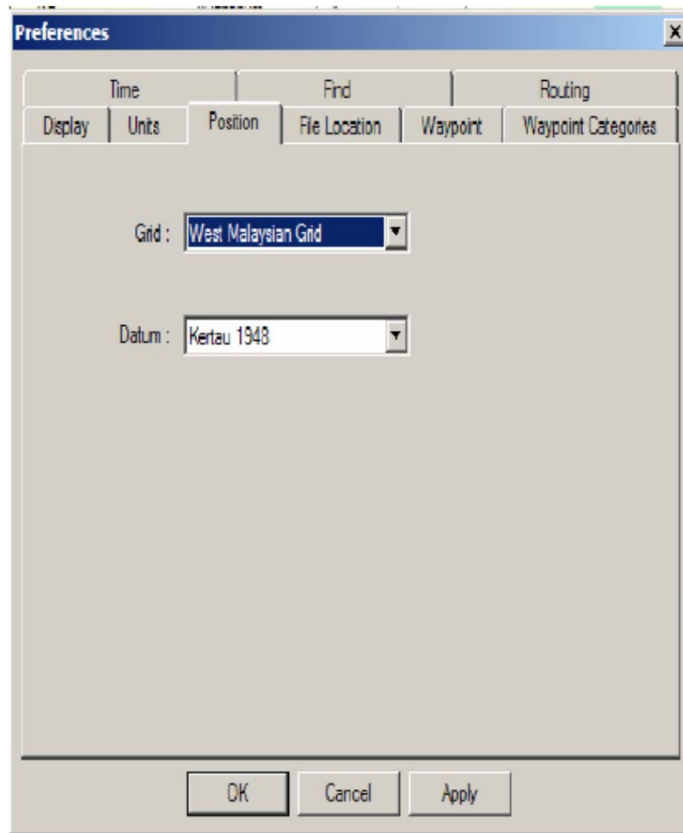 Preferences
Time Find Routing
Display Units Position File Location Waypoint Waypoint Categories
Grid : West Malaysian Grid
Datum : Kertau 1948
OK Cancel Apply